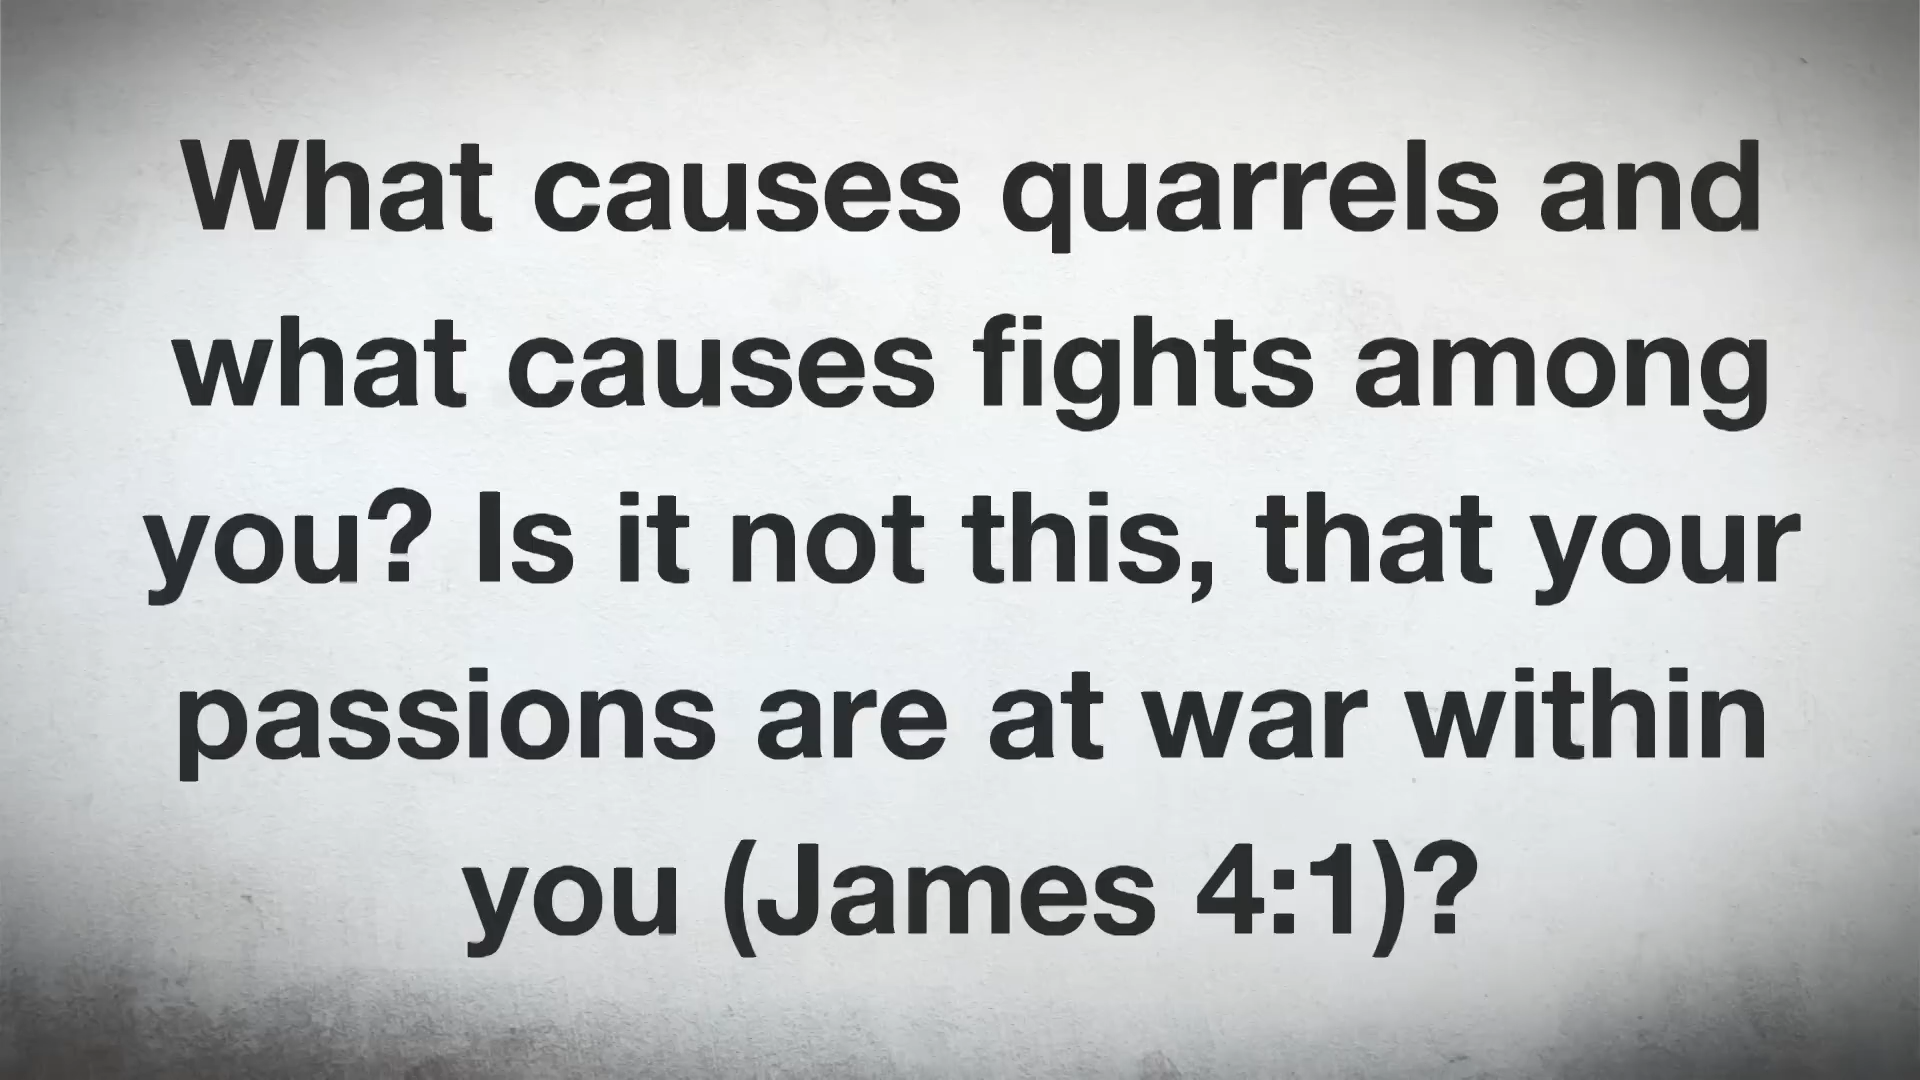 What causes quarrels and
what causes fights among
you? Is it not this, that your
passions are at war within
you (James 4:1)?